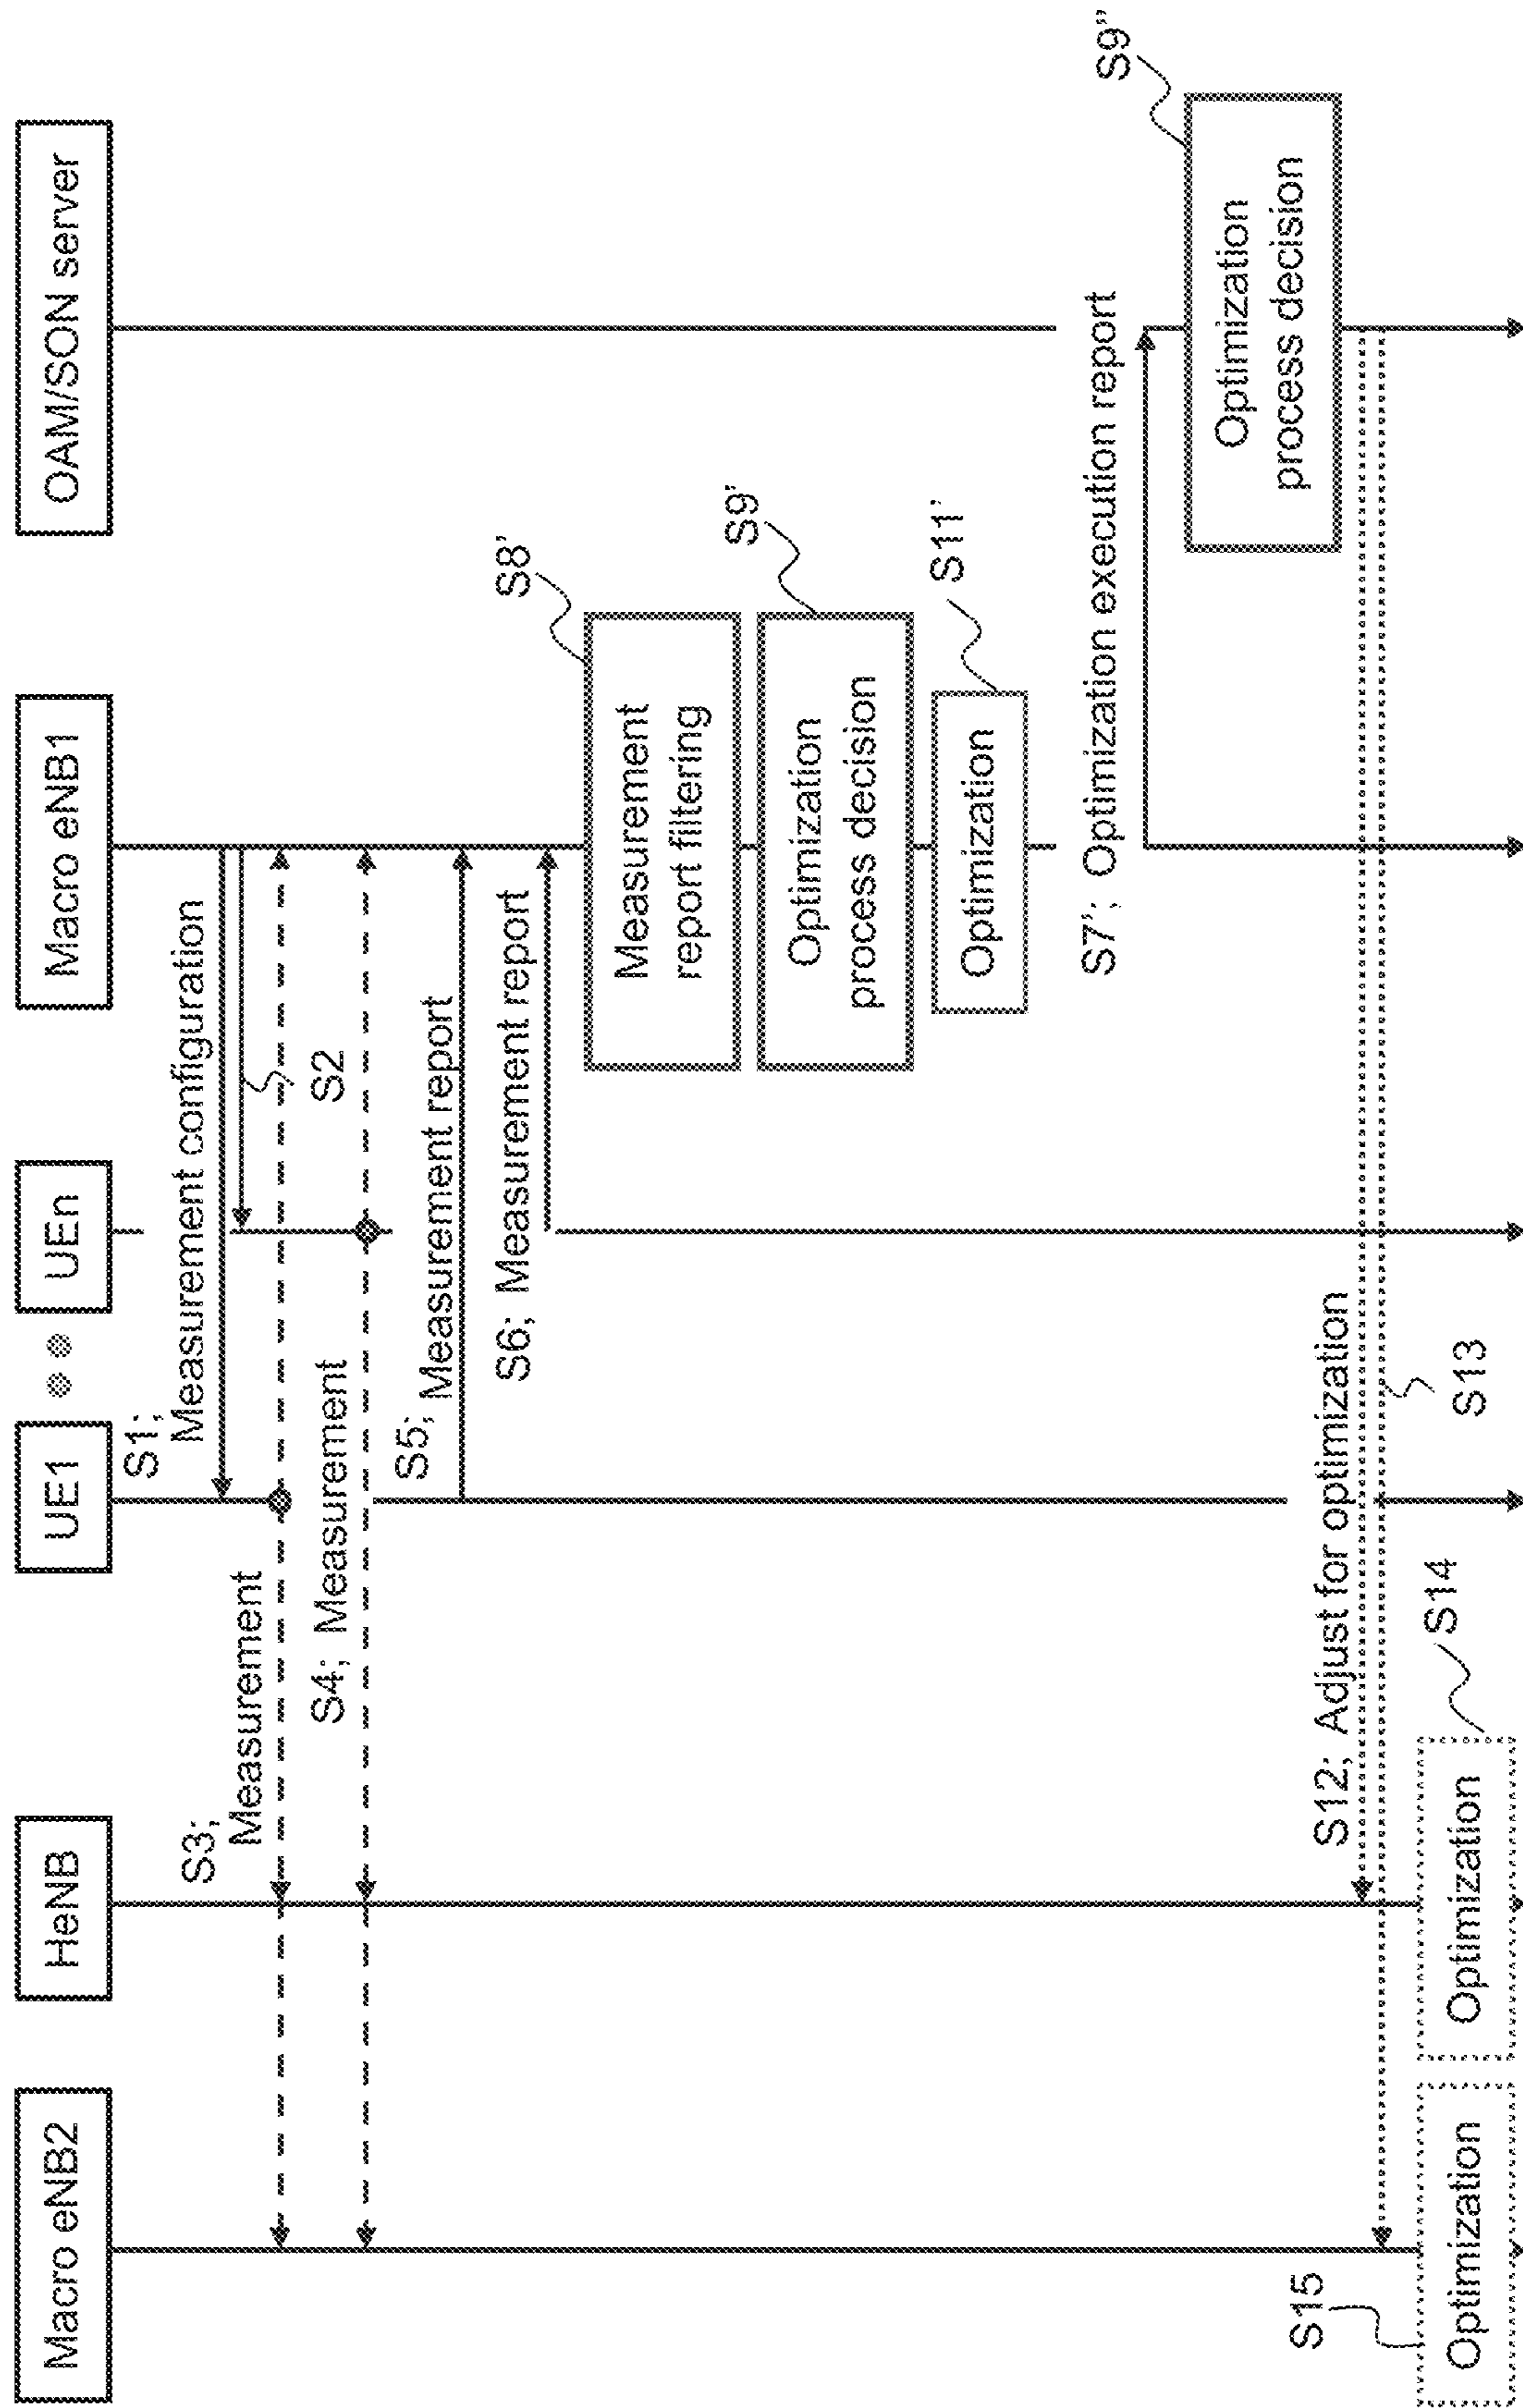 Macro eNB2
HeNB
UE1
UEn
Macro eNB1
OAM/SON server
S1;
Measurement configuration
S2
S3;
Measurement
S4; Measurement
S5;
Measurement report
S6; Measurement report
S8'
Measurement
report filtering
S9'
Optimization
process decision
S11'
Optimization
S7'; Optimization execution report
S9''
Optimization
process decision
S12; Adjust for optimization
S13
S14
Optimization
S15
Optimization